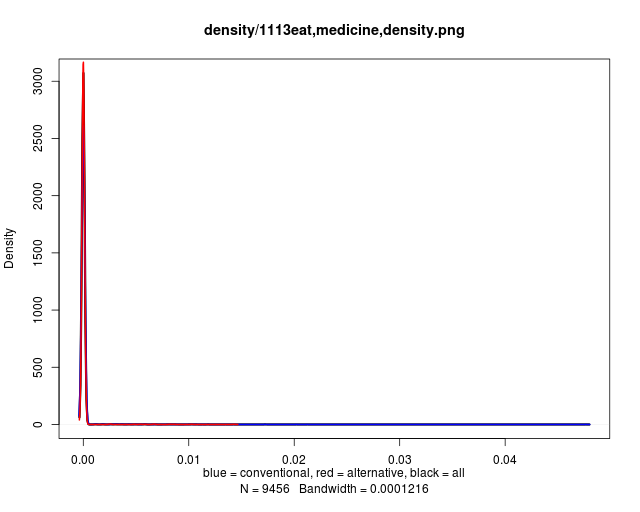 density/1113eat,medicine,density.png
Density
3000
2500
2000
1500
1000
500
0
0.00 0.01 0.02 0.03 0.04
blue = conventional, red = alternative, black = all
N = 9456 Bandwidth = 0.0001216